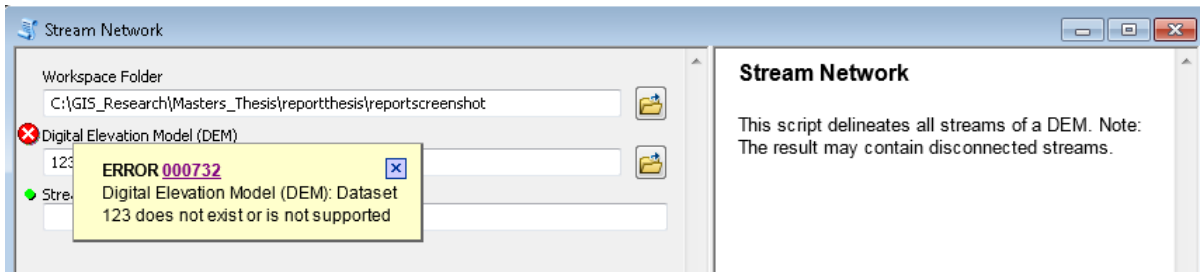 Stream Network
Workspace Folder
C:\GIS_Research\Masters_Thesis\reportthesis\reportscreenshot
Digital Elevation Model (DEM)
123
ERROR 000732
Digital Elevation Model (DEM): Dataset
123 does not exist or is not supported
Strea
Stream Network
This script delineates all streams of a DEM. Note:
The result may contain disconnected streams.